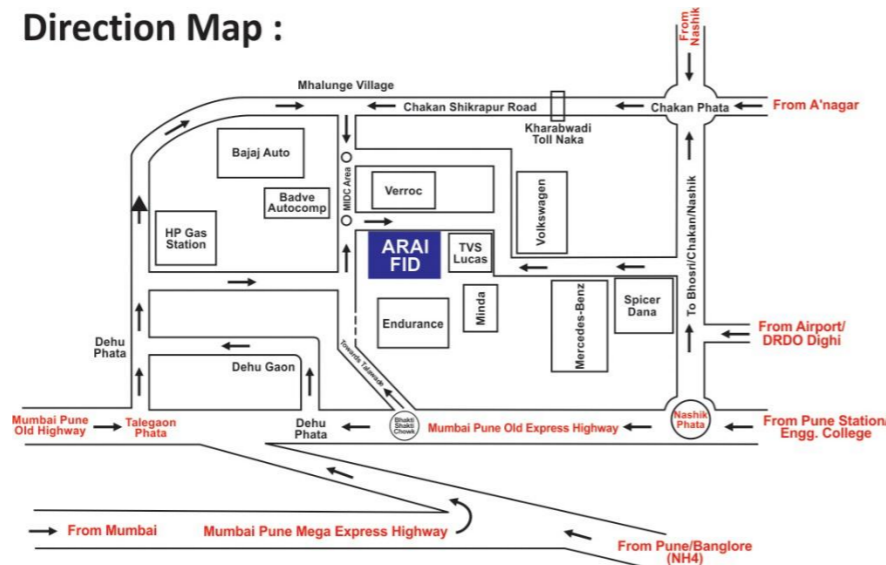 Direction Map :
From
Nashik
Mhalunge Village
Chakan Shikrapur Road
Chakan Phata
From A'nagar
Kharabwadi
Toll Naka
Bajaj Auto
MIDC Area
Badve
Autocomp
Verroc
Volkswagen
HP Gas
Station
ARAI
FID
TVS
Lucas
To Bhosri/Chakan/Nashik
Endurance
Minda
Mercedes-Benz
Spicer
Dana
Dehu
Phata
Dehu Gaon
Towards Talawade
From Airport/
DRDO Dighi
Mumbai Pune
Old Highway
Talegaon
Phata
Dehu
Phata
Bhakti
Shakti
Chowk
Mumbai Pune Old Express Highway
Nashik
Phata
From Pune Station/
Engg. College
From Mumbai
Mumbai Pune Mega Express Highway
From Pune/Banglore
(NH4)